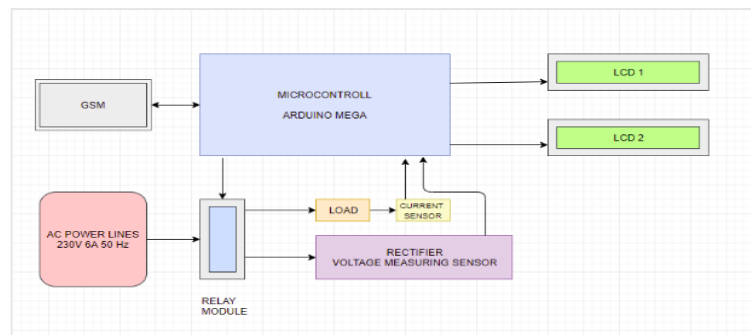 MICROCONTROLL
ARDUINO MEGA
GSM
LCD 1
LCD 2
AC POWER LINES
230V 6A 50 Hz
LOAD
CURRENT
SENSOR
RECTIFIER
VOLTAGE MEASURING SENSOR
RELAY
MODULE